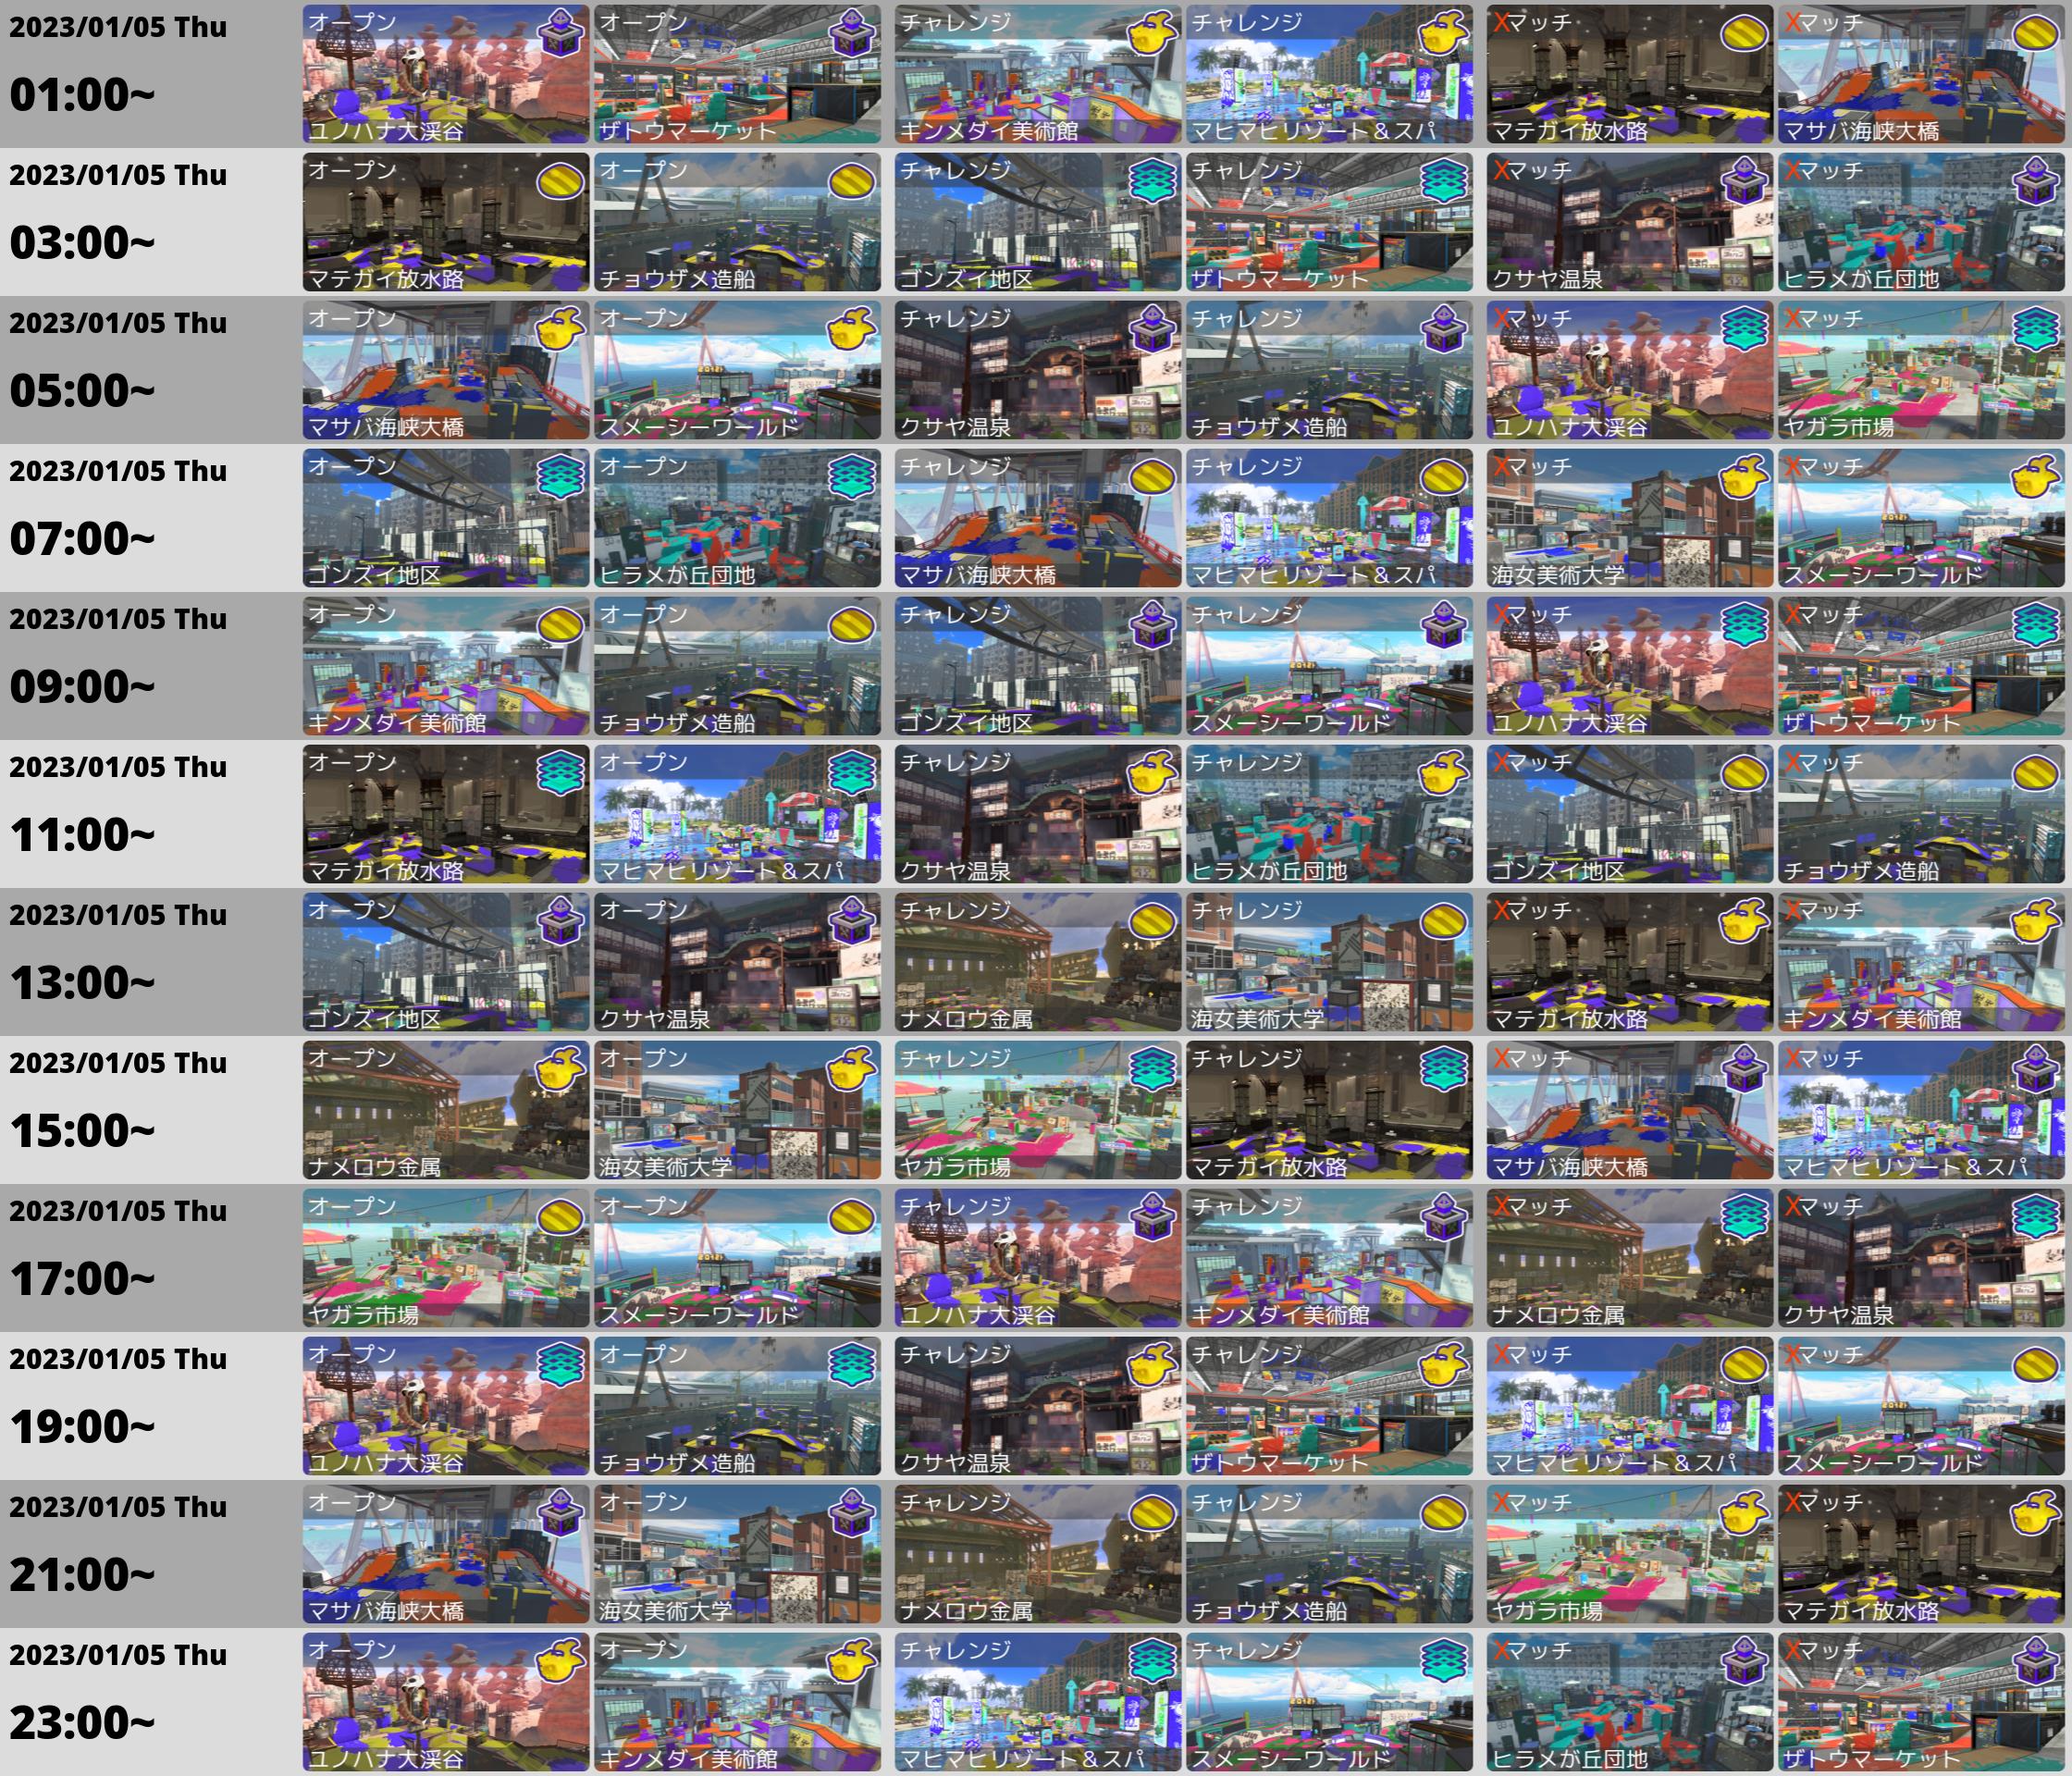 2023/01/05 Thu
01:00~
オープン オープン チャレンジ チャレンジ Xマッチ Xマッチ
ユノハナ大渓谷 ザトウマーケット キンメダイ美術館 マヒマヒリゾート＆スパ マテガイ放水路 マサバ海峡大橋
2023/01/05 Thu
03:00~
オープン オープン チャレンジ チャレンジ Xマッチ Xマッチ
マテガイ放水路 チョウザメ造船 ゴンズイ地区 ザトウマーケット クサヤ温泉 ヒラメが丘団地
2023/01/05 Thu
05:00~
オープン オープン チャレンジ チャレンジ Xマッチ Xマッチ
マサバ海峡大橋 スメーシーワールド クサヤ温泉 チョウザメ造船 ユノハナ大渓谷 ヤガラ市場
2023/01/05 Thu
07:00~
オープン オープン チャレンジ チャレンジ Xマッチ Xマッチ
ゴンズイ地区 ヒラメが丘団地 マサバ海峡大橋 マヒマヒリゾート＆スパ 海女美術大学 スメーシーワールド
2023/01/05 Thu
09:00~
オープン オープン チャレンジ チャレンジ Xマッチ Xマッチ
キンメダイ美術館 チョウザメ造船 ゴンズイ地区 スメーシーワールド ユノハナ大渓谷 ザトウマーケット
2023/01/05 Thu
11:00~
オープン オープン チャレンジ チャレンジ Xマッチ Xマッチ
マテガイ放水路 マヒマヒリゾート＆スパ クサヤ温泉 ヒラメが丘団地 ゴンズイ地区 チョウザメ造船
2023/01/05 Thu
13:00~
オープン オープン チャレンジ チャレンジ Xマッチ Xマッチ
ゴンズイ地区 クサヤ温泉 ナメロウ金属 海女美術大学 マテガイ放水路 キンメダイ美術館
2023/01/05 Thu
15:00~
オープン オープン チャレンジ チャレンジ Xマッチ Xマッチ
ナメロウ金属 海女美術大学 ヤガラ市場 マテガイ放水路 マサバ海峡大橋 マヒマヒリゾート＆スパ
2023/01/05 Thu
17:00~
オープン オープン チャレンジ チャレンジ Xマッチ Xマッチ
ヤガラ市場 スメーシーワールド ユノハナ大渓谷 キンメダイ美術館 ナメロウ金属 クサヤ温泉
2023/01/05 Thu
19:00~
オープン オープン チャレンジ チャレンジ Xマッチ Xマッチ
ユノハナ大渓谷 チョウザメ造船 クサヤ温泉 ザトウマーケット マヒマヒリゾート＆スパ スメーシーワールド
2023/01/05 Thu
21:00~
オープン オープン チャレンジ チャレンジ Xマッチ Xマッチ
マサバ海峡大橋 海女美術大学 ナメロウ金属 チョウザメ造船 ヤガラ市場 マテガイ放水路
2023/01/05 Thu
23:00~
オープン オープン チャレンジ チャレンジ Xマッチ Xマッチ
ユノハナ大渓谷 キンメダイ美術館 マヒマヒリゾート＆スパ スメーシーワールド ヒラメが丘団地 ザトウマーケット